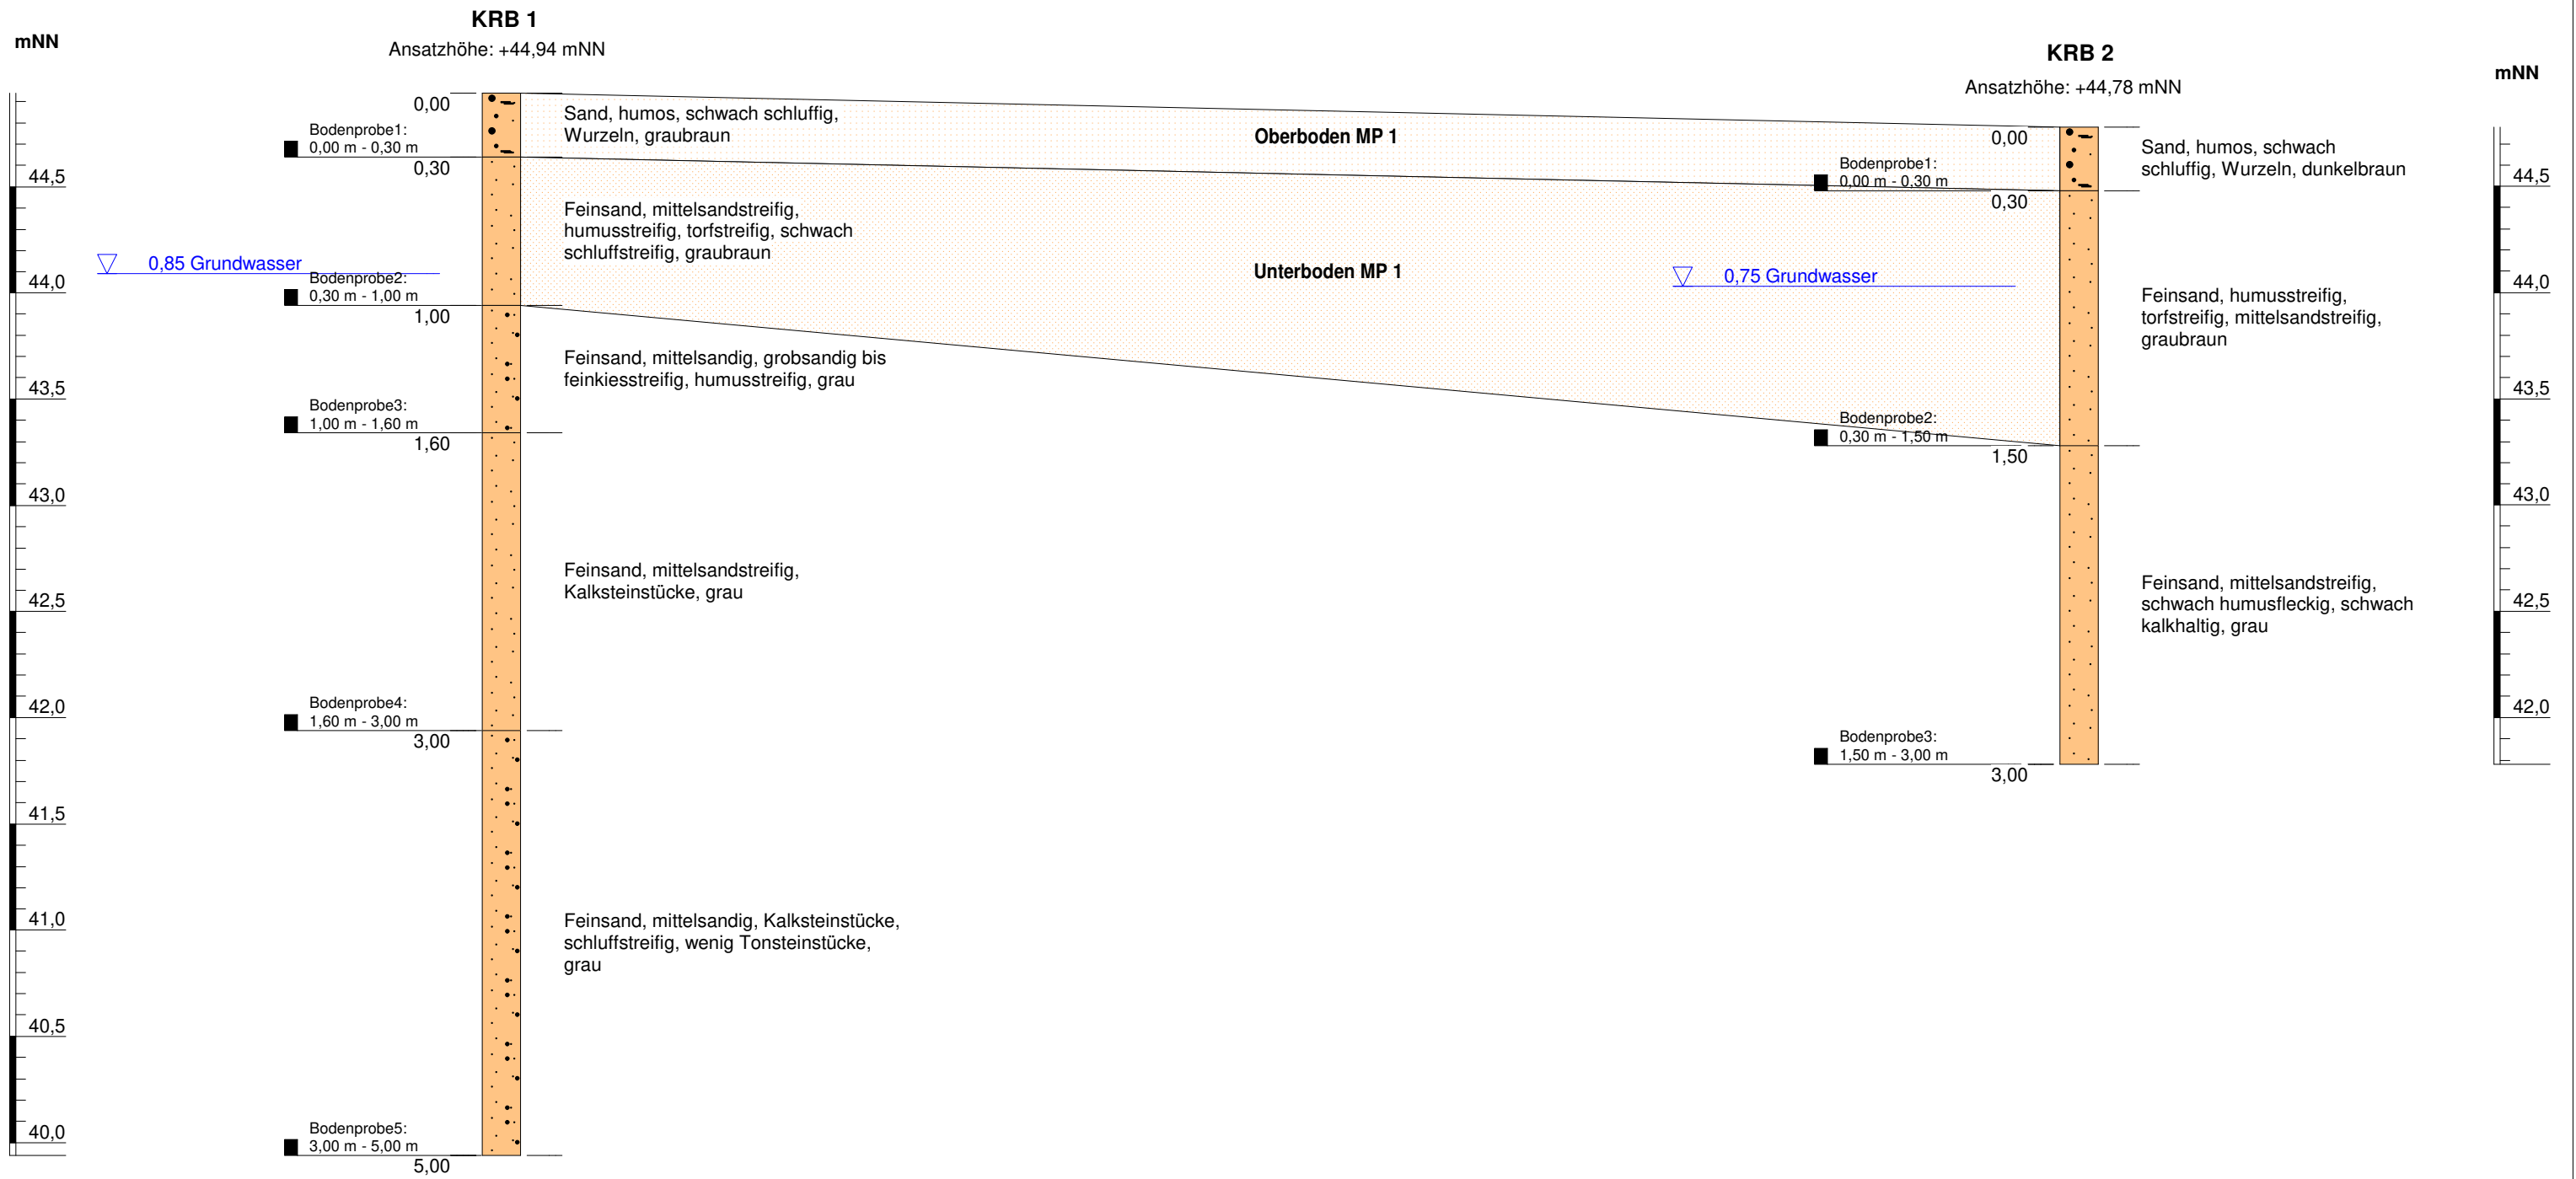 KRB 1
mNN
Ansatzhöhe: +44,94 mNN
0,00
Sand, humos, schwach schluffig,
Wurzeln, graubraun
Bodenprobe1:
0,00 m - 0,30 m
0,30
44,5
Feinsand, mittelsandstreifig,
humusstreifig, torfstreifig, schwach
schluffstreifig, graubraun
0,85 Grundwasser
44,0
Bodenprobe2:
0,30 m - 1,00 m
1,00
Feinsand, mittelsandig, grobsandig bis
feinkiesstreifig, humusstreifig, grau
43,5
Bodenprobe3:
1,00 m - 1,60 m
1,60
43,0
Feinsand, mittelsandstreifig,
Kalksteinstücke, grau
42,5
42,0
Bodenprobe4:
1,60 m - 3,00 m
3,00
41,5
41,0
Feinsand, mittelsandig, Kalksteinstücke,
schluffstreifig, wenig Tonsteinstücke,
grau
40,5
40,0
Bodenprobe5:
3,00 m - 5,00 m
5,00
Oberboden MP 1
Unterboden MP 1
KRB 2
mNN
Ansatzhöhe: +44,78 mNN
0,00
Sand, humos, schwach
schluffig, Wurzeln, dunkelbraun
Bodenprobe1:
0,00 m - 0,30 m
0,30
44,5
0,75 Grundwasser
44,0
Feinsand, humusstreifig,
torfstreifig, mittelsandstreifig,
graubraun
43,5
Bodenprobe2:
0,30 m - 1,50 m
1,50
43,0
Feinsand, mittelsandstreifig,
schwach humusfleckig, schwach
kalkhaltig, grau
42,5
42,0
Bodenprobe3:
1,50 m - 3,00 m
3,00